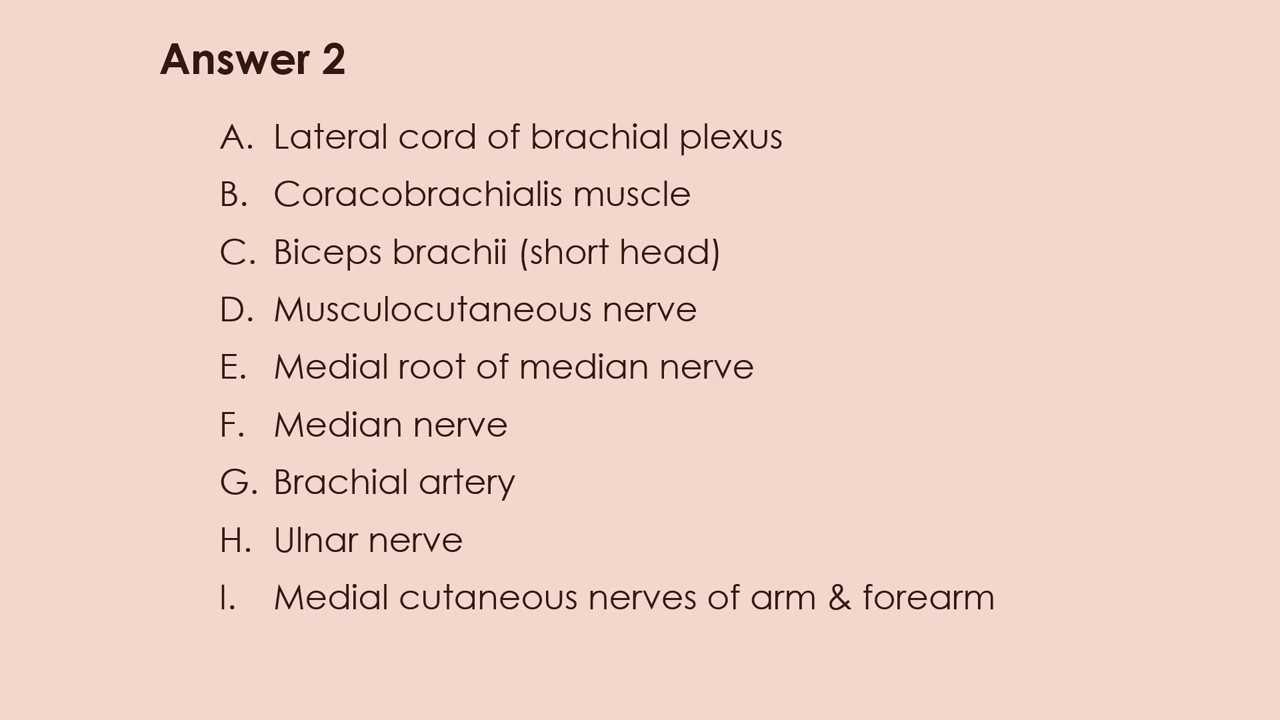 Answer 2
A. Lateral cord of brachial plexus
B. Coracobrachialis muscle
C. Biceps brachii (short head)
D. Musculocutaneous nerve
E. Medial root of median nerve
F. Median nerve
G. Brachial artery
H. Ulnar nerve
I. Medial cutaneous nerves of arm & forearm